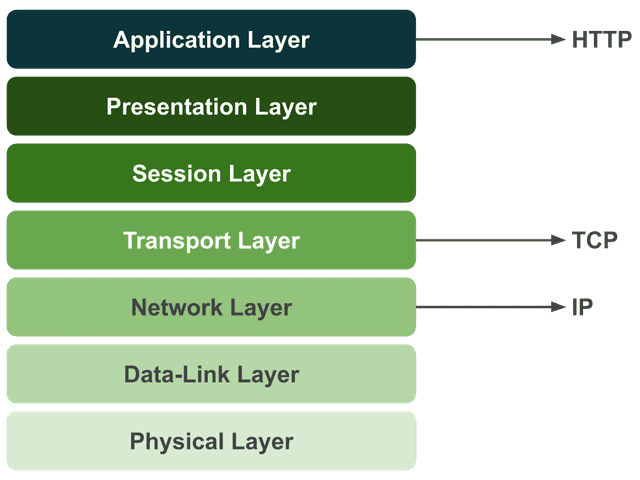 Application Layer
HTTP
Presentation Layer
Session Layer
Transport Layer
TCP
Network Layer
IP
Data-Link Layer
Physical Layer